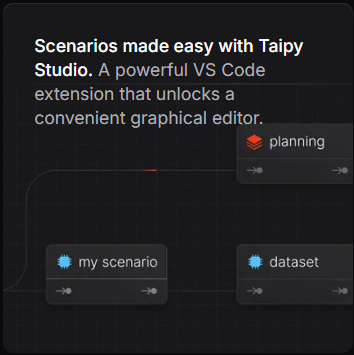 Scenarios made easy with Taipy
Studio. A powerful VS Code
extension that unlocks a
convenient graphical editor.
planning
my scenario
dataset